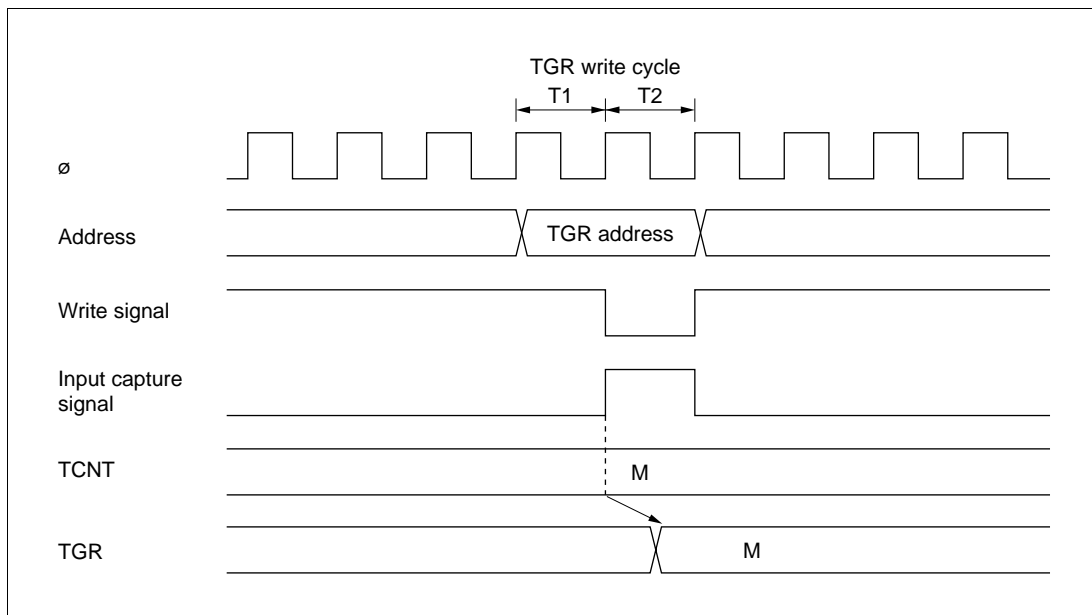 TGR write cycle
T1 T2
ø
Address
TGR address
Write signal
Input capture
signal
TCNT
M
TGR
M